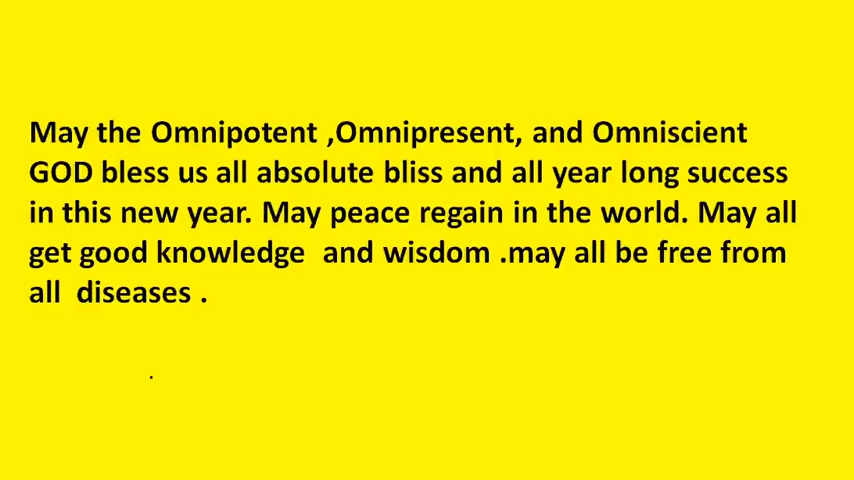 May the Omnipotent ,Omnipresent, and Omniscient
GOD bless us all absolute bliss and all year long success
in this new year. May peace regain in the world. May all
get good knowledge  and wisdom .may all be free from
all  diseases .
.